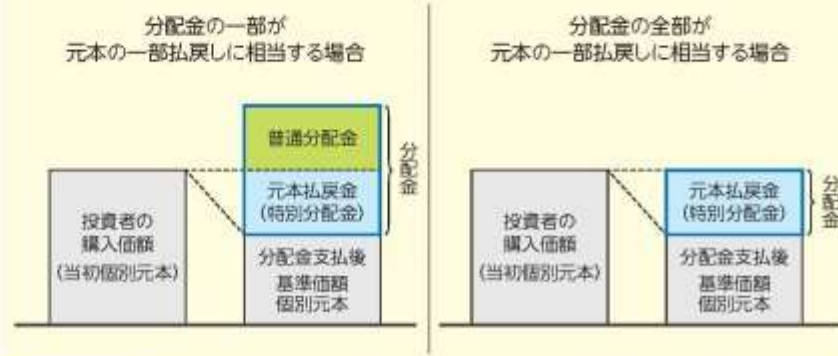 分配金の一部が
元本の一部払戻しに相当する場合
普通分配金
元本払戻金
(特別分配金)
分配金
投資者の
購入価額
(当初個別元本)
分配金支払後
基準価額
個別元本
分配金の全部が
元本の一部払戻しに相当する場合
元本払戻金
(特別分配金)
分配金
投資者の
購入価額
(当初個別元本)
分配金支払後
基準価額
個別元本